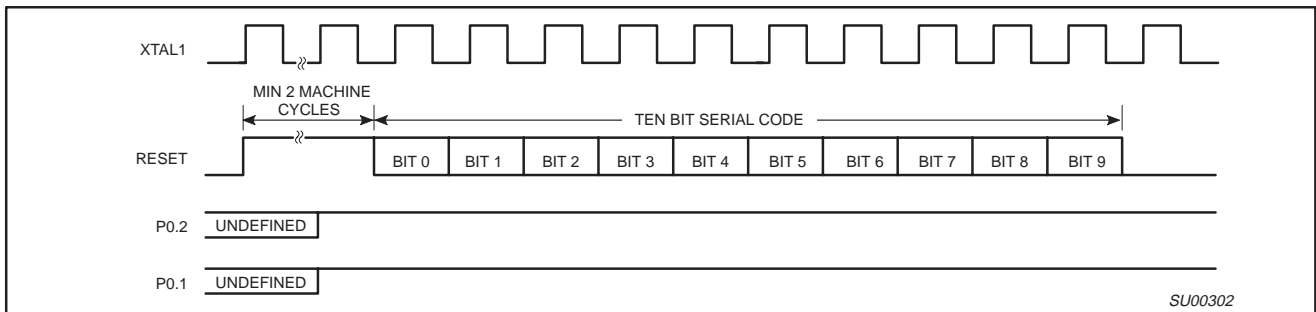 XTAL1
MIN 2 MACHINE
CYCLES
TEN BIT SERIAL CODE
RESET
BIT 0 BIT 1 BIT 2 BIT 3 BIT 4 BIT 5 BIT 6 BIT 7 BIT 8 BIT 9
P0.2 UNDEFINED
P0.1 UNDEFINED
SU00302